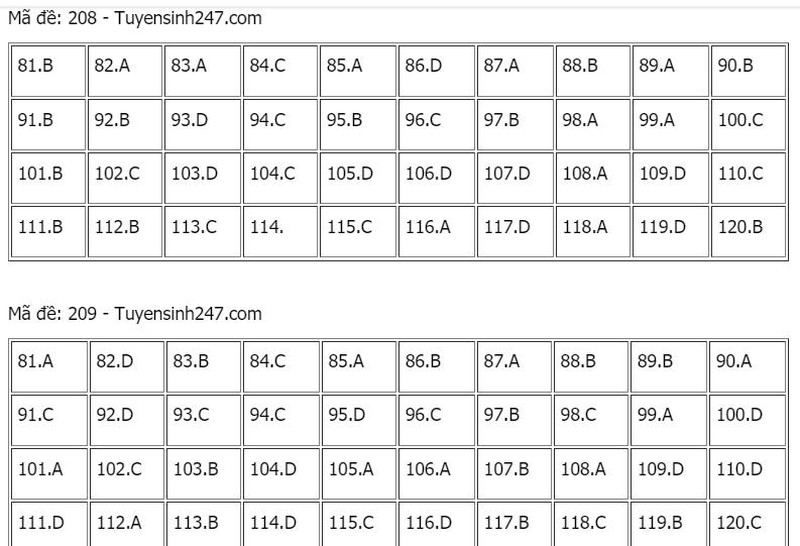 Mã đề: 208 - Tuyensinh247.com
81.B 82.A 83.A 84.C 85.A 86.D 87.A 88.B 89.A 90.B
91.B 92.B 93.D 94.C 95.B 96.C 97.B 98.A 99.A 100.C
101.B 102.C 103.D 104.C 105.D 106.D 107.D 108.A 109.D 110.C
111.B 112.B 113.C 114. 115.C 116.A 117.D 118.A 119.D 120.B
Mã đề: 209 - Tuyensinh247.com
81.A 82.D 83.B 84.C 85.A 86.B 87.A 88.B 89.B 90.A
91.C 92.D 93.C 94.C 95.D 96.C 97.B 98.C 99.A 100.D
101.A 102.C 103.B 104.D 105.A 106.A 107.B 108.A 109.D 110.D
111.D 112.A 113.B 114.D 115.C 116.D 117.B 118.C 119.B 120.C